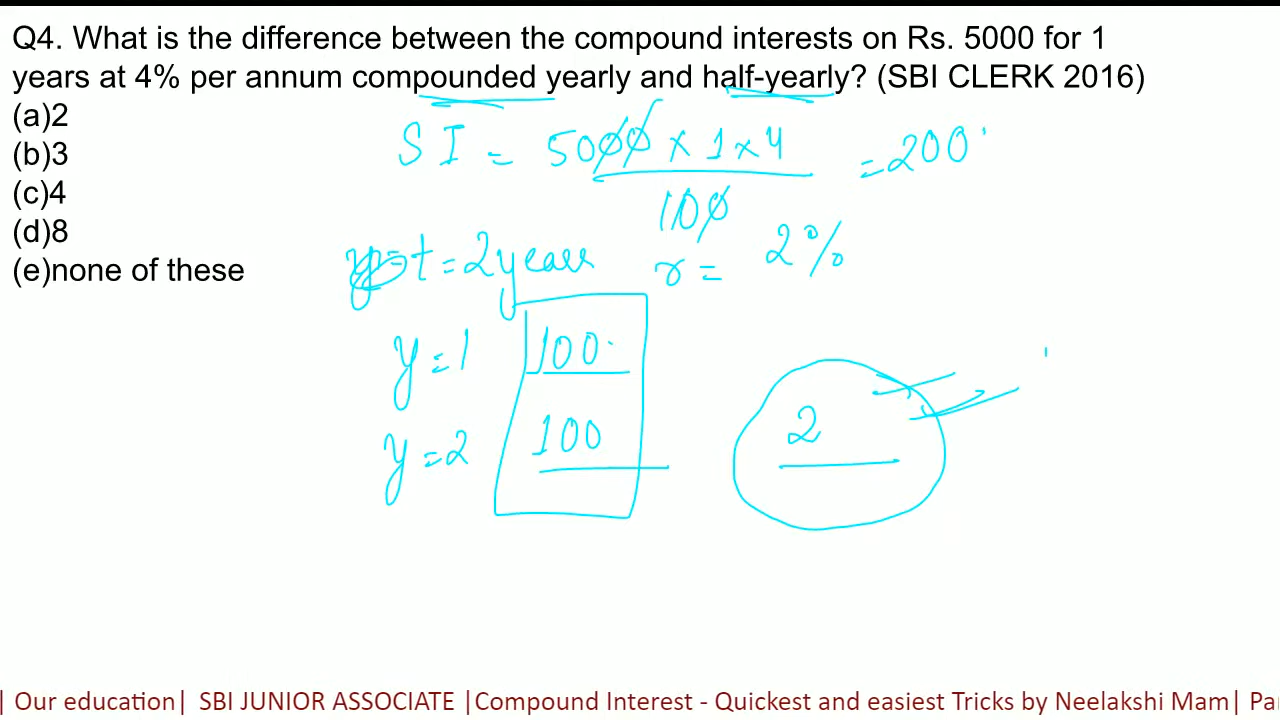 Q4. What is the difference between the compound interests on Rs. 5000 for 1
years at 4% per annum compounded yearly and half-yearly? (SBI CLERK 2016)
(a)2
(b)3
(c)4
(d)8
(e)none of these
SI = 5000 × 1 × 4 = 200
100
t = 2 years r = 2%
y = 1 100
y = 2 100
2
| Our education| SBI JUNIOR ASSOCIATE |Compound Interest - Quickest and easiest Tricks by Neelakshi Mam| Pa